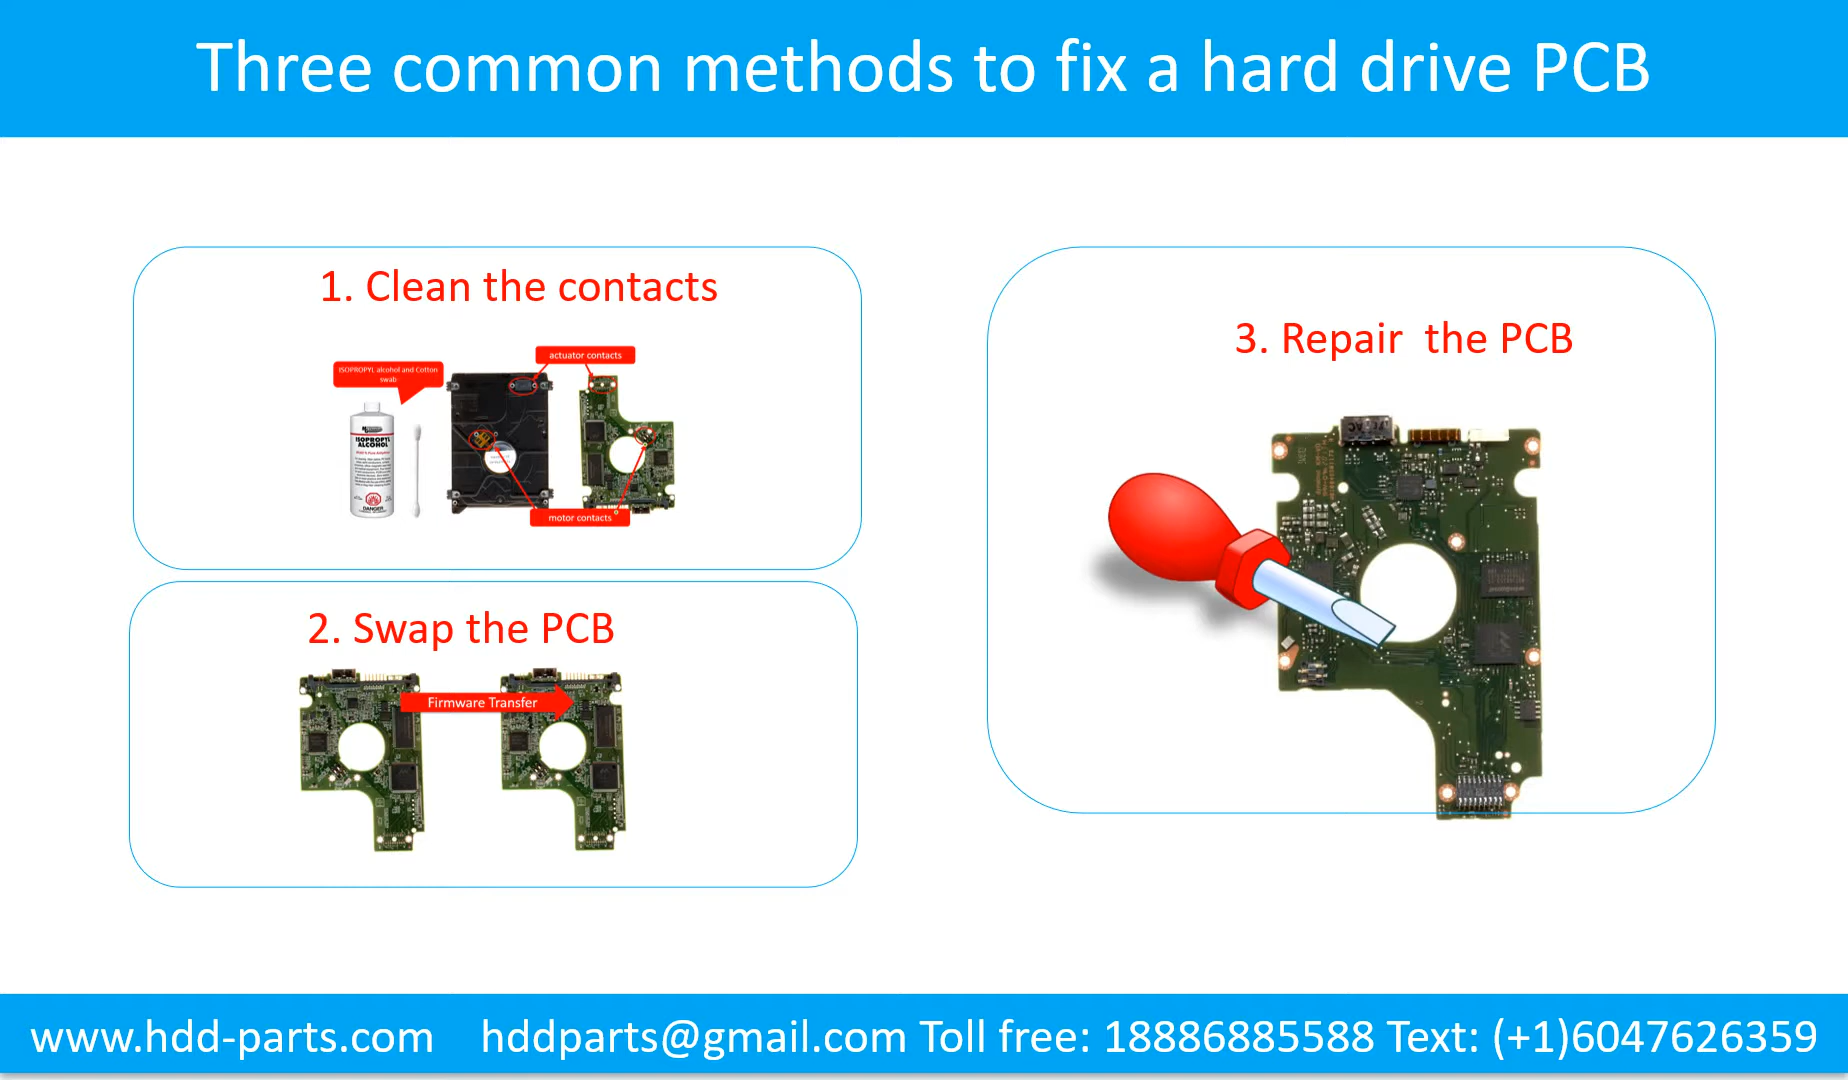 Three common methods to fix a hard drive PCB
1. Clean the contacts
actuator contacts
ISOPROPYL alcohol and Cotton
swab
ISOPROPYL
ALCOHOL
DANGER
motor contacts
2. Swap the PCB
Firmware Transfer
3. Repair the PCB
www.hdd-parts.com hddparts@gmail.com Toll free: 18886885588 Text: (+1)6047626359